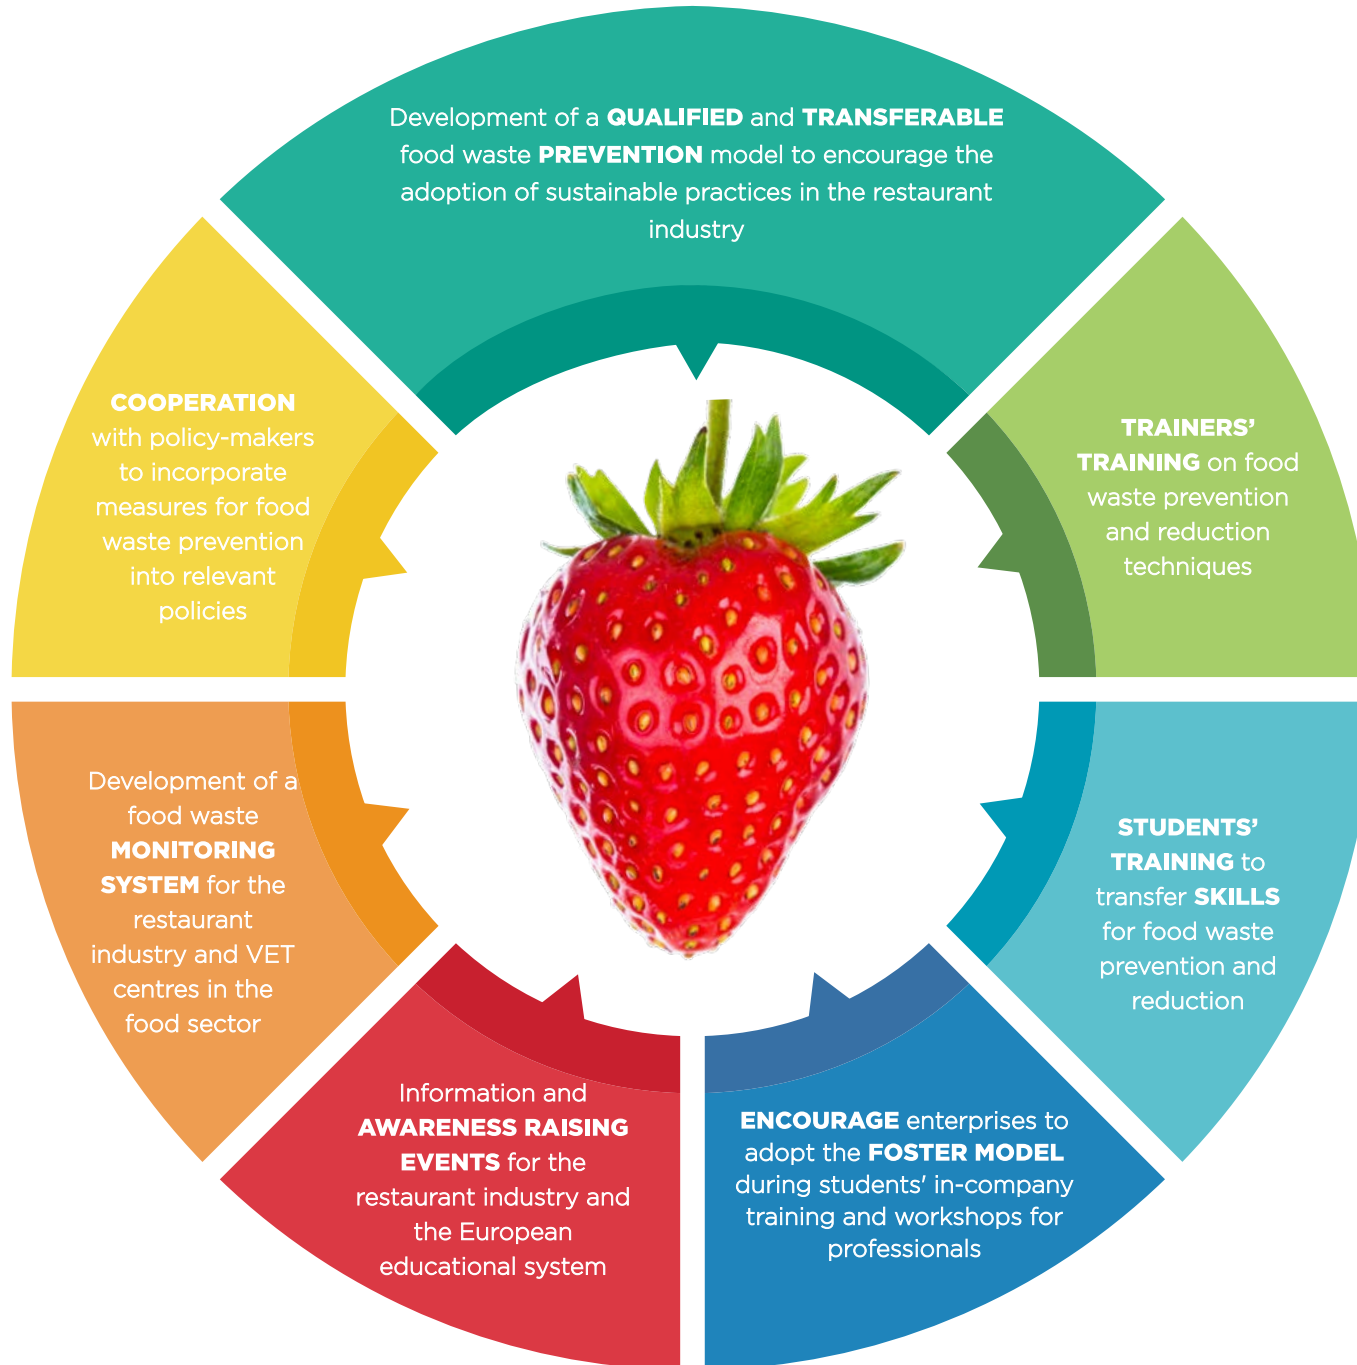 Development of a QUALIFIED and TRANSFERABLE
food waste PREVENTION model to encourage the
adoption of sustainable practices in the restaurant
industry
TRAINERS’
TRAINING on food
waste prevention
and reduction
techniques
STUDENTS’
TRAINING to
transfer SKILLS
for food waste
prevention and
reduction
ENCOURAGE enterprises to
adopt the FOSTER MODEL
during students' in-company
training and workshops for
professionals
Information and
AWARENESS RAISING
EVENTS for the
restaurant industry and
the European
educational system
Development of a
food waste
MONITORING
SYSTEM for the
restaurant
industry and VET
centres in the
food sector
COOPERATION
with policy-makers
to incorporate
measures for food
waste prevention
into relevant
policies